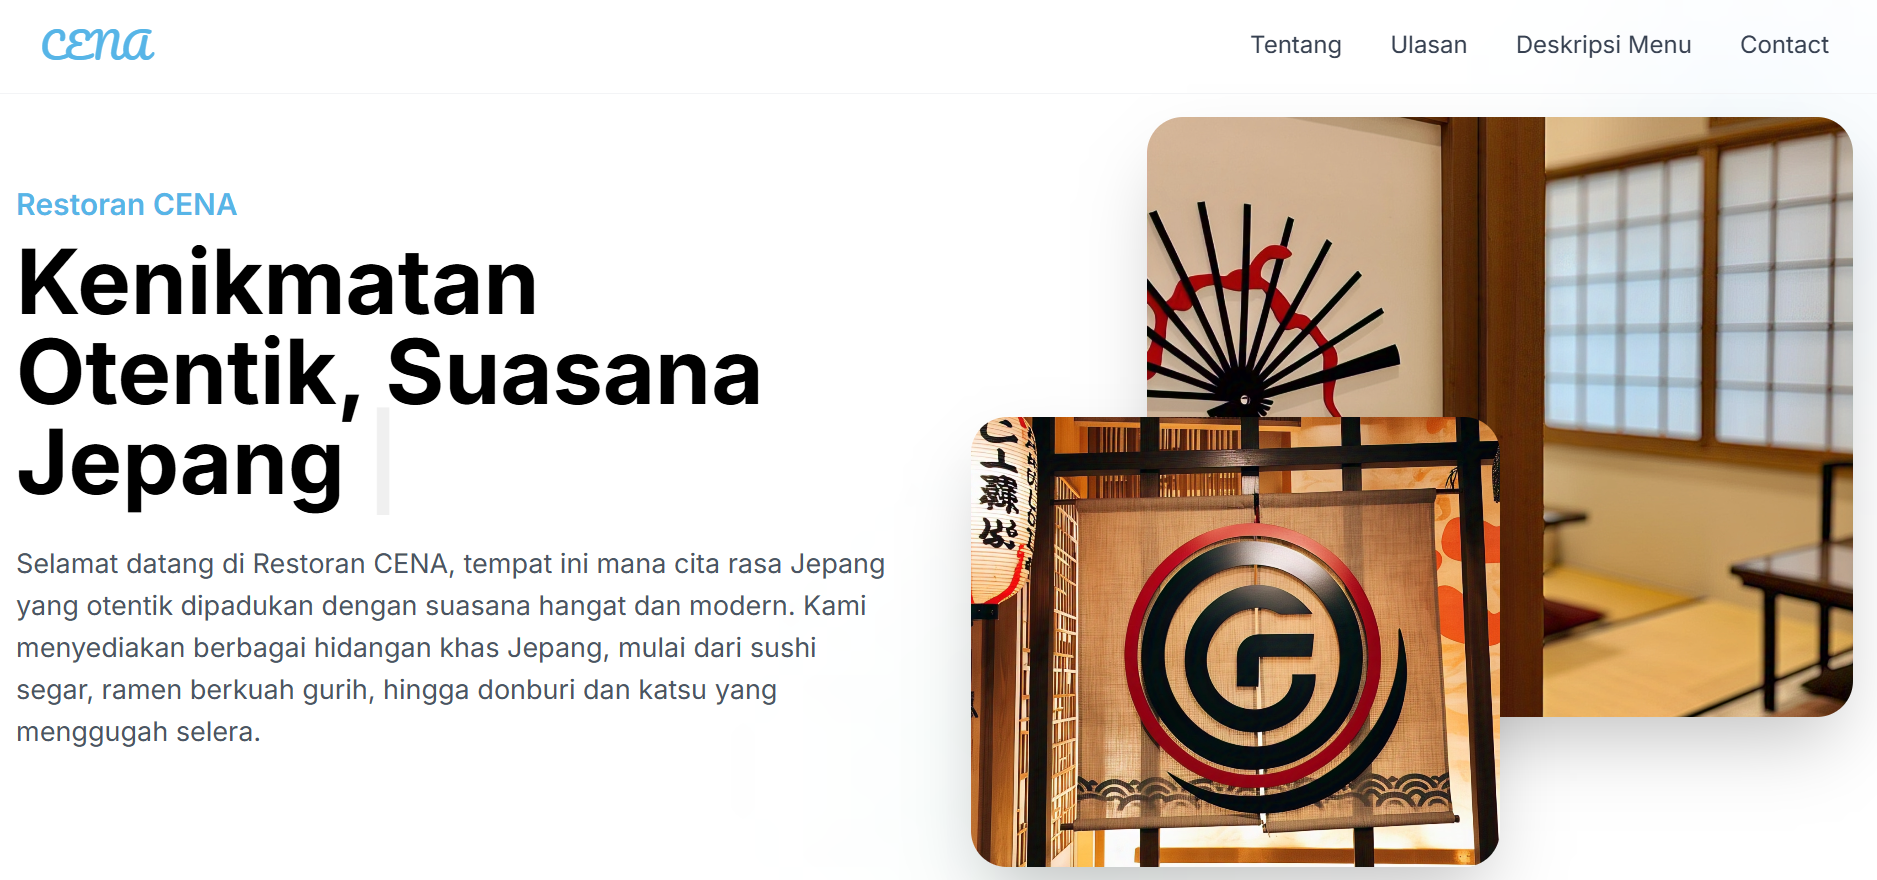 CENA
Tentang Ulasan Deskripsi Menu Contact
Restoran CENA
Kenikmatan
Otentik, Suasana
Jepang
Selamat datang di Restoran CENA, tempat ini mana cita rasa Jepang
yang otentik dipadukan dengan suasana hangat dan modern. Kami
menyediakan berbagai hidangan khas Jepang, mulai dari sushi
segar, ramen berkuah gurih, hingga donburi dan katsu yang
menggugah selera.